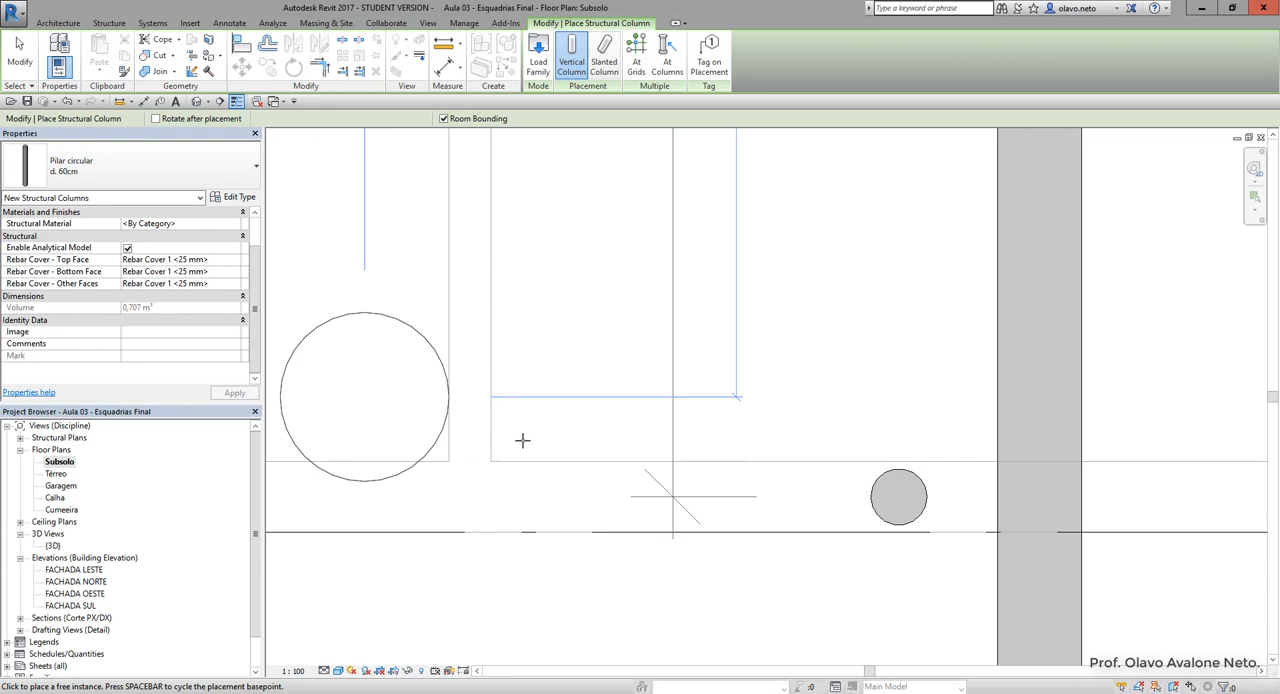 Autodesk Revit 2017 - STUDENT VERSION - Aula 03 - Esquadrias Final - Floor Plan: Subsolo
Type a keyword or phrase
olavo.neto
Architecture Structure Systems Insert Annotate Analyze Massing & Site Collaborate View Manage Add-Ins Modify | Place Structural Column
Modify
Paste
Cope
Cut
Join
Load Family
Vertical Column
Slanted Column
At Grids
At Columns
Tag on Placement
Select Properties Clipboard Geometry Modify View Measure Create Mode Placement Multiple Tag
Modify | Place Structural Column Rotate after placement Room Bounding
Properties
Pilar circular
d. 60cm
New Structural Columns Edit Type
Materials and Finishes
Structural Material <By Category>
Structural
Enable Analytical Model
Rebar Cover - Top Face Rebar Cover 1 <25 mm>
Rebar Cover - Bottom Face Rebar Cover 1 <25 mm>
Rebar Cover - Other Faces Rebar Cover 1 <25 mm>
Dimensions
Volume 0,707 m³
Identity Data
Image
Comments
Mark
Properties help Apply
Project Browser - Aula 03 - Esquadrias Final
Views (Discipline)
Structural Plans
Floor Plans
Subsolo
Térreo
Garagem
Calha
Cumeeira
Ceiling Plans
3D Views
{3D}
Elevations (Building Elevation)
FACHADA LESTE
FACHADA NORTE
FACHADA OESTE
FACHADA SUL
Sections (Corte PX/DX)
Drafting Views (Detail)
Legends
Schedules/Quantities
Sheets (all)
1 : 100
Prof. Olavo Avalone Neto.
Click to place a free instance. Press SPACEBAR to cycle the placement basepoint.
:0
Main Model
:0